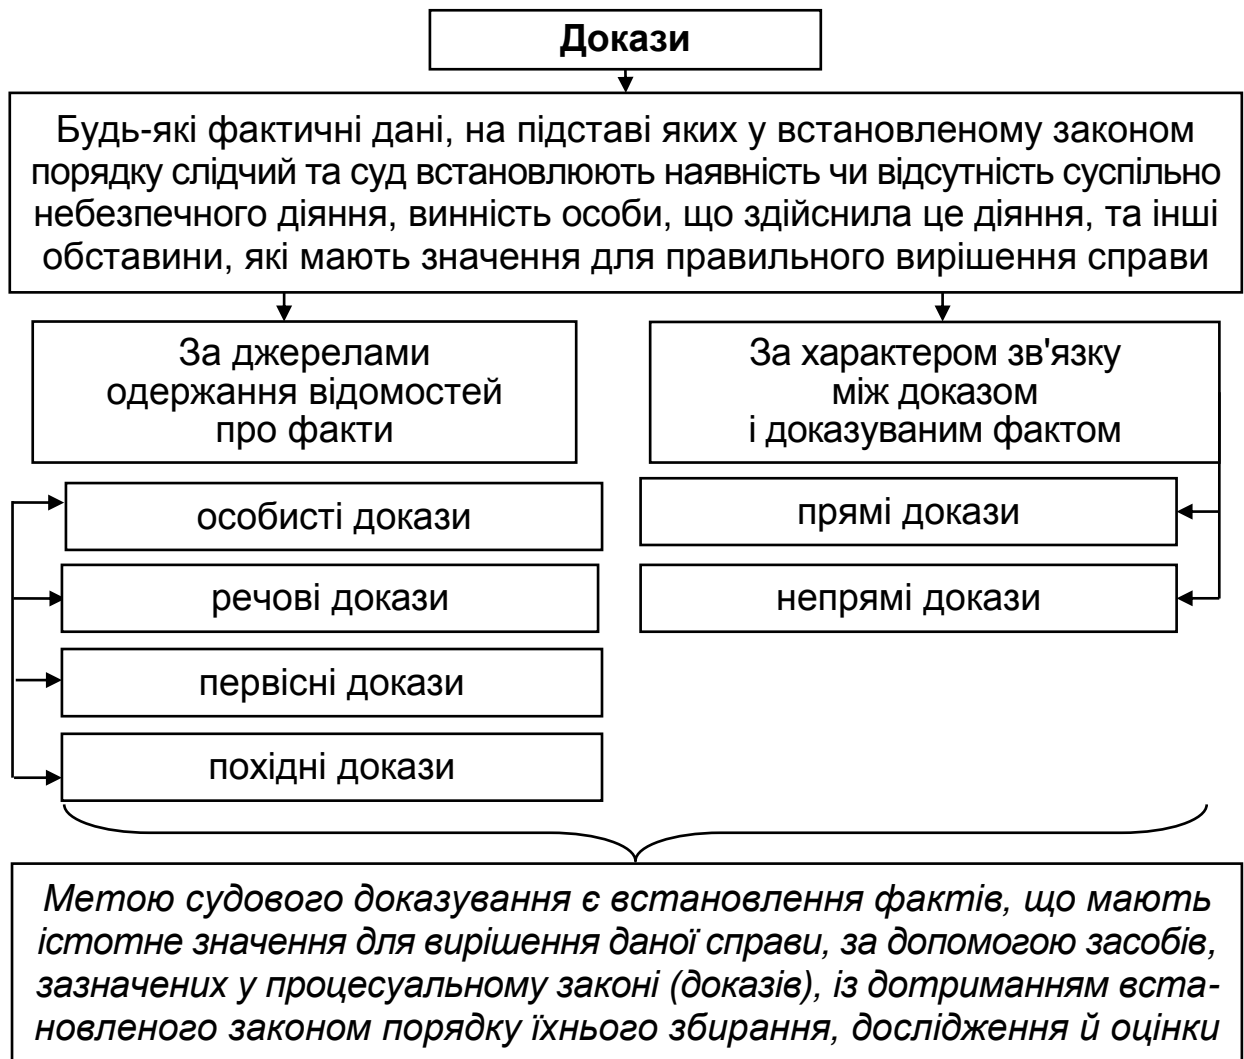 Докази
Будь-які фактичні дані, на підставі яких у встановленому законом
порядку слідчий та суд встановлюють наявність чи відсутність суспільно
небезпечного діяння, винність особи, що здійснила це діяння, та інші
обставини, які мають значення для правильного вирішення справи
За джерелами
одержання відомостей
про факти
особисті докази
речові докази
первісні докази
похідні докази
За характером зв'язку
між доказом
і доказуваним фактом
прямі докази
непрямі докази
Метою судового доказування є встановлення фактів, що мають
істотне значення для вирішення даної справи, за допомогою засобів,
зазначених у процесуальному законі (доказів), із дотриманням вста-
новленого законом порядку їхнього збирання, дослідження й оцінки